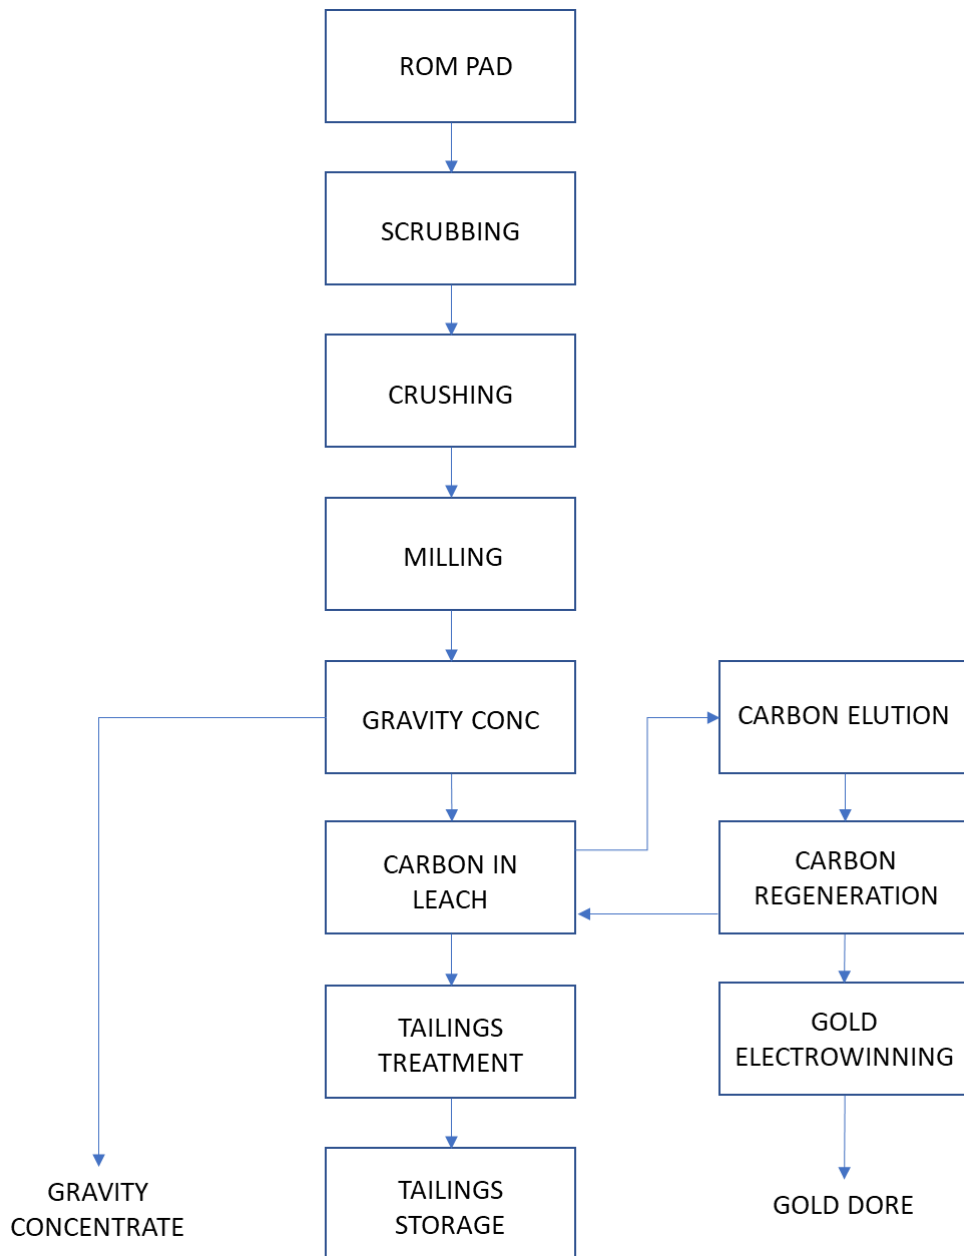 ROM PAD
SCRUBBING
CRUSHING
MILLING
GRAVITY CONC
CARBON ELUTION
CARBON IN
LEACH
CARBON
REGENERATION
TAILINGS
TREATMENT
GOLD
ELECTROWINNING
GRAVITY
CONCENTRATE
TAILINGS
STORAGE
GOLD DORE